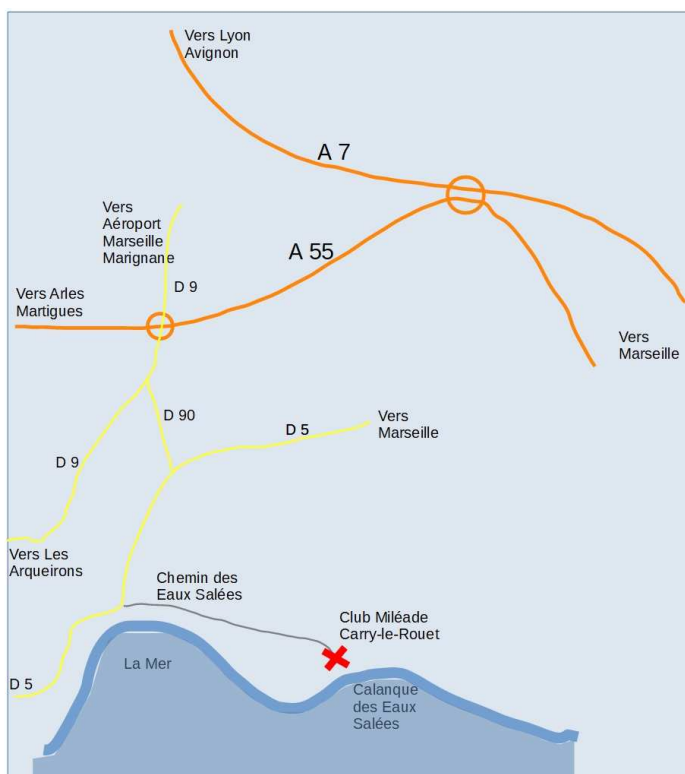 Vers Lyon
Avignon
A 7
Vers
Aéroport
Marseille
Marignane
A 55
D 9
Vers Arles
Martigues
Vers
Marseille
D 90
Vers
Marseille
D 5
D 9
Vers Les
Arqueirons
Chemin des
Eaux Salées
Club Miléade
Carry-le-Rouet
La Mer
D 5
Calanque
des Eaux
Salées